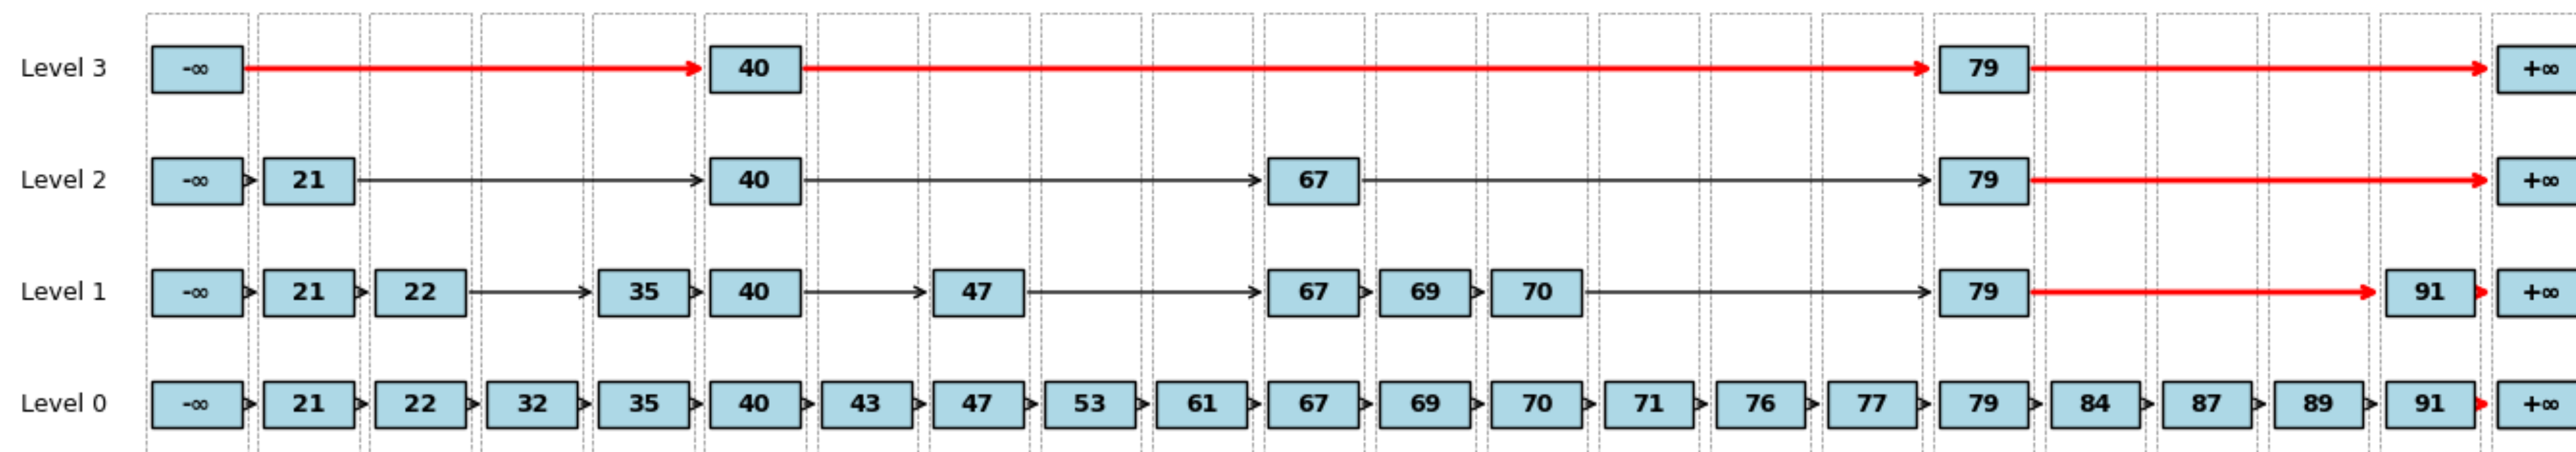 Level 3 -∞ 40 79 +∞
Level 2 -∞ 21 40 67 79 +∞
Level 1 -∞ 21 22 35 40 47 67 69 70 79 91 +∞
Level 0 -∞ 21 22 32 35 40 43 47 53 61 67 69 70 71 76 77 79 84 87 89 91 +∞